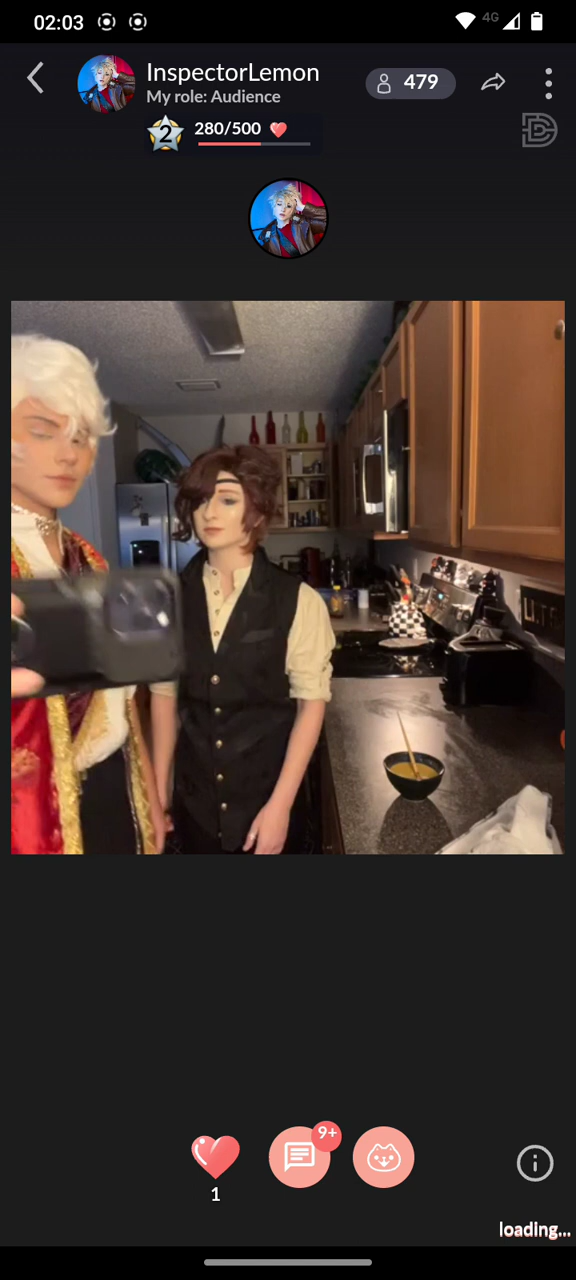 02:03
4G
InspectorLemon
My role: Audience
479
2
280/500
9+
1
loading...